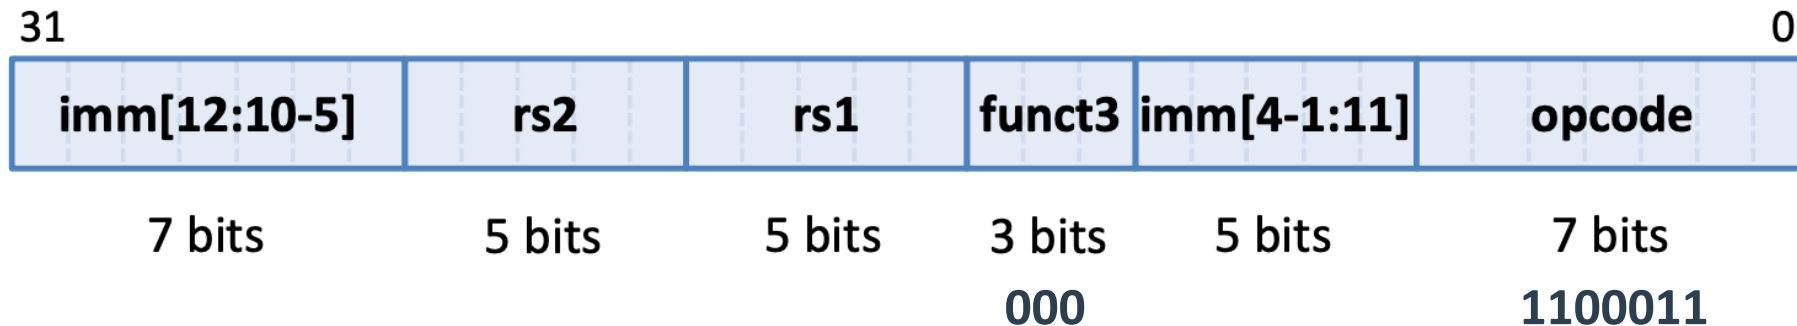 31 0
imm[12:10-5] rs2 rs1 funct3 imm[4-1:11] opcode
7 bits 5 bits 5 bits 3 bits 5 bits 7 bits
000 1100011